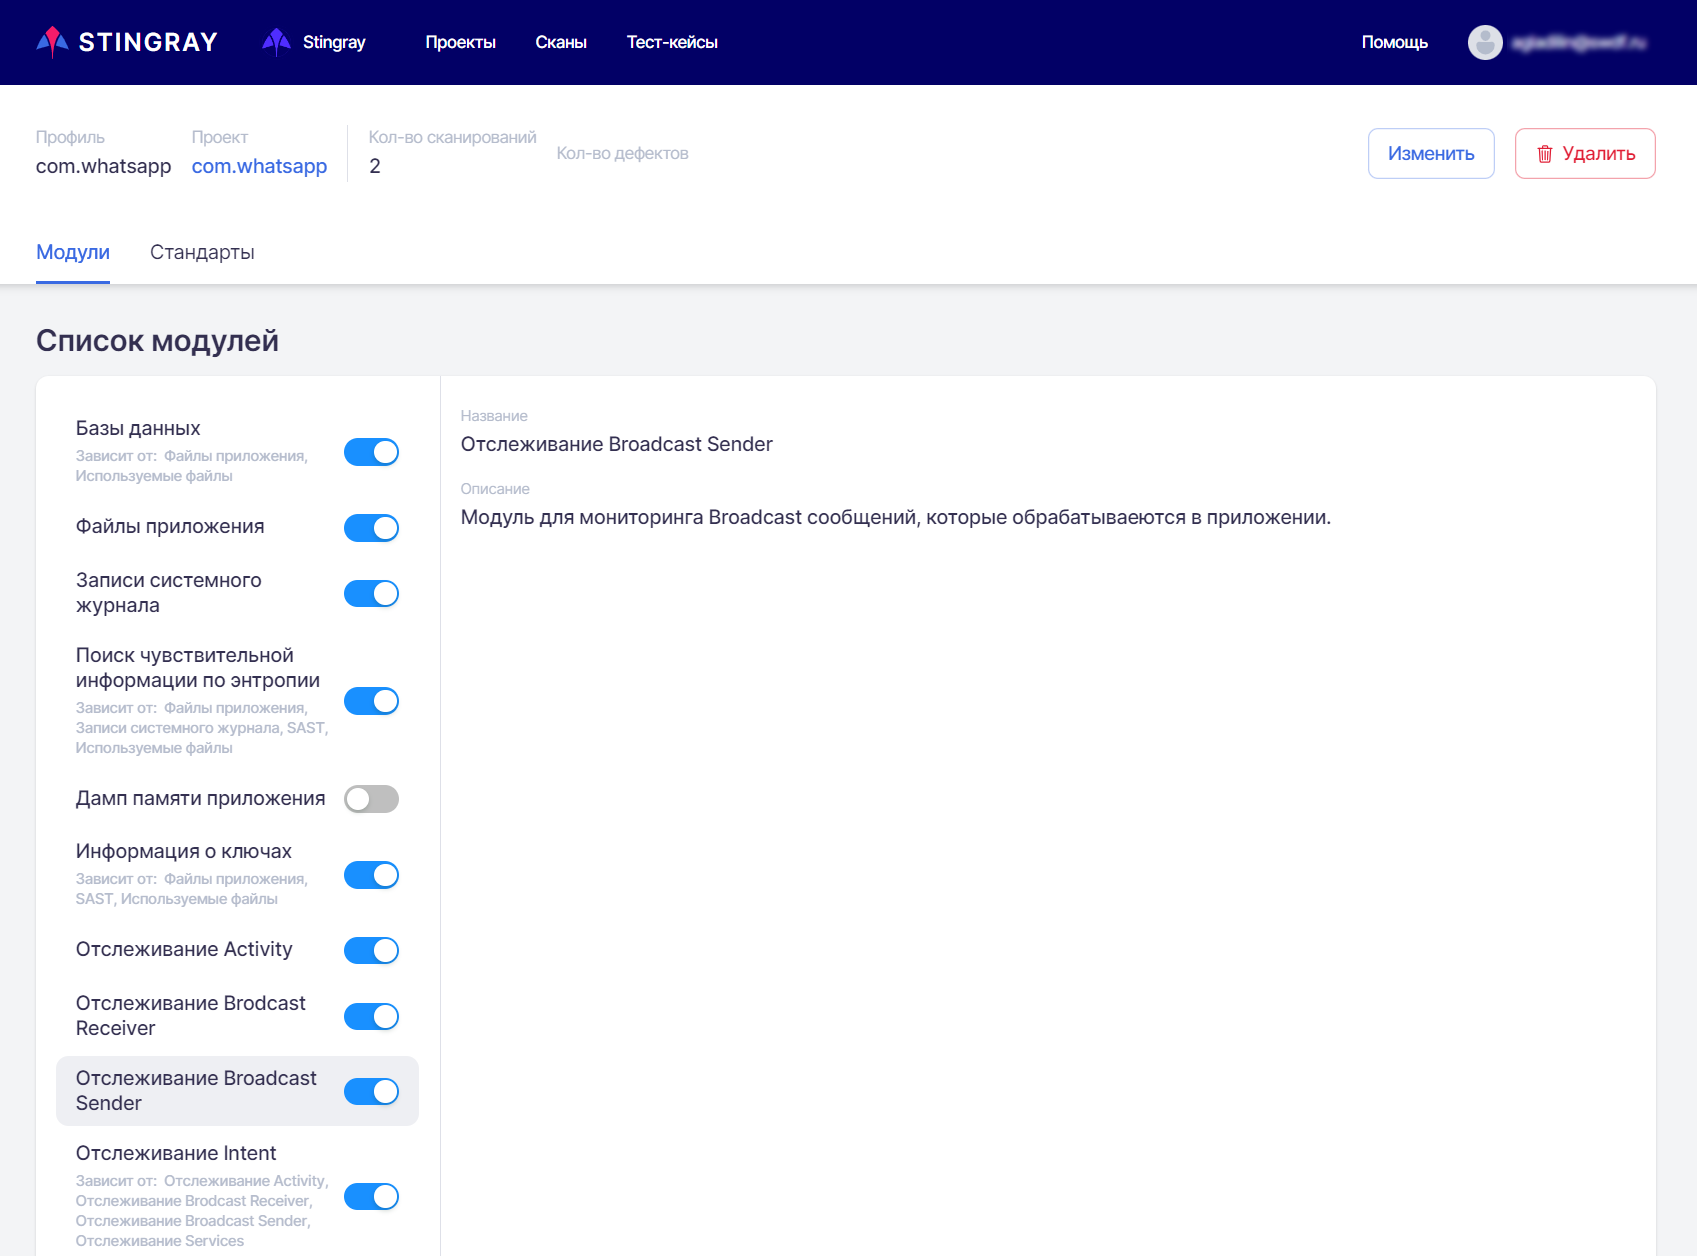 STINGRAY
Stingray
Проекты
Сканы
Тест-кейсы
Помощь
Профиль
com.whatsapp
Проект
com.whatsapp
Кол-во сканирований
2
Кол-во дефектов
Изменить
Удалить
Модули
Стандарты
Список модулей
Базы данных
Зависит от: Файлы приложения,
Используемые файлы
Файлы приложения
Записи системного
журнала
Поиск чувствительной
информации по энтропии
Зависит от: Файлы приложения,
Записи системного журнала, SAST,
Используемые файлы
Дамп памяти приложения
Информация о ключах
Зависит от: Файлы приложения,
SAST, Используемые файлы
Отслеживание Activity
Отслеживание Brodcast
Receiver
Отслеживание Broadcast
Sender
Отслеживание Intent
Зависит от: Отслеживание Activity,
Отслеживание Brodcast Receiver,
Отслеживание Broadcast Sender,
Отслеживание Services
Название
Отслеживание Broadcast Sender
Описание
Модуль для мониторинга Broadcast сообщений, которые обрабатываеются в приложении.